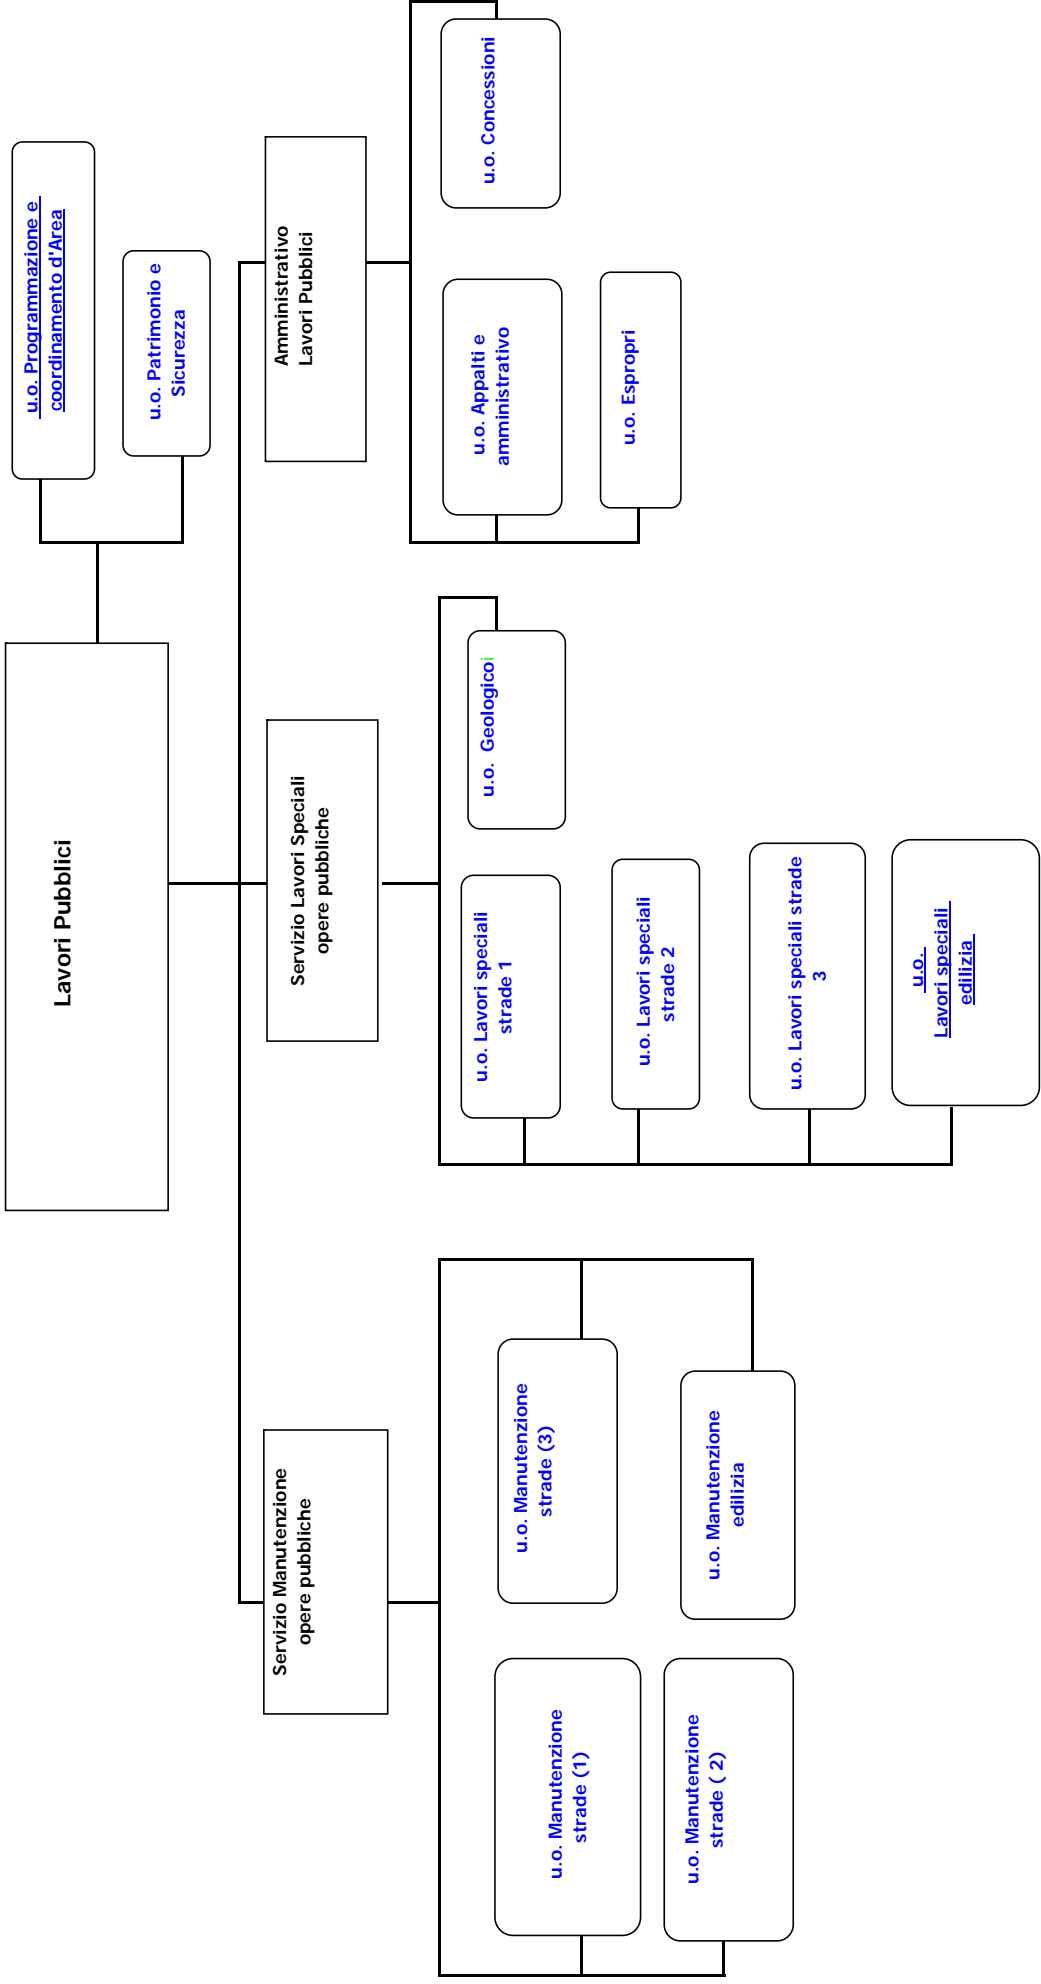 Lavori Pubblici
u.o. Programmazione e
coordinamento d'Area
u.o. Patrimonio e
Sicurezza
Servizio Manutenzione
opere pubbliche
Servizio Lavori Speciali
opere pubbliche
Amministrativo
Lavori Pubblici
u.o. Manutenzione
strade (1)
u.o. Manutenzione
strade ( 2)
u.o. Manutenzione
strade (3)
u.o. Manutenzione
edilizia
u.o. Lavori speciali
strade 1
u.o. Lavori speciali
strade 2
u.o. Lavori speciali strade
3
u.o.
Lavori speciali
edilizia
u.o. Geologicoi
u.o. Appalti e
amministrativo
u.o. Espropri
u.o. Concessioni